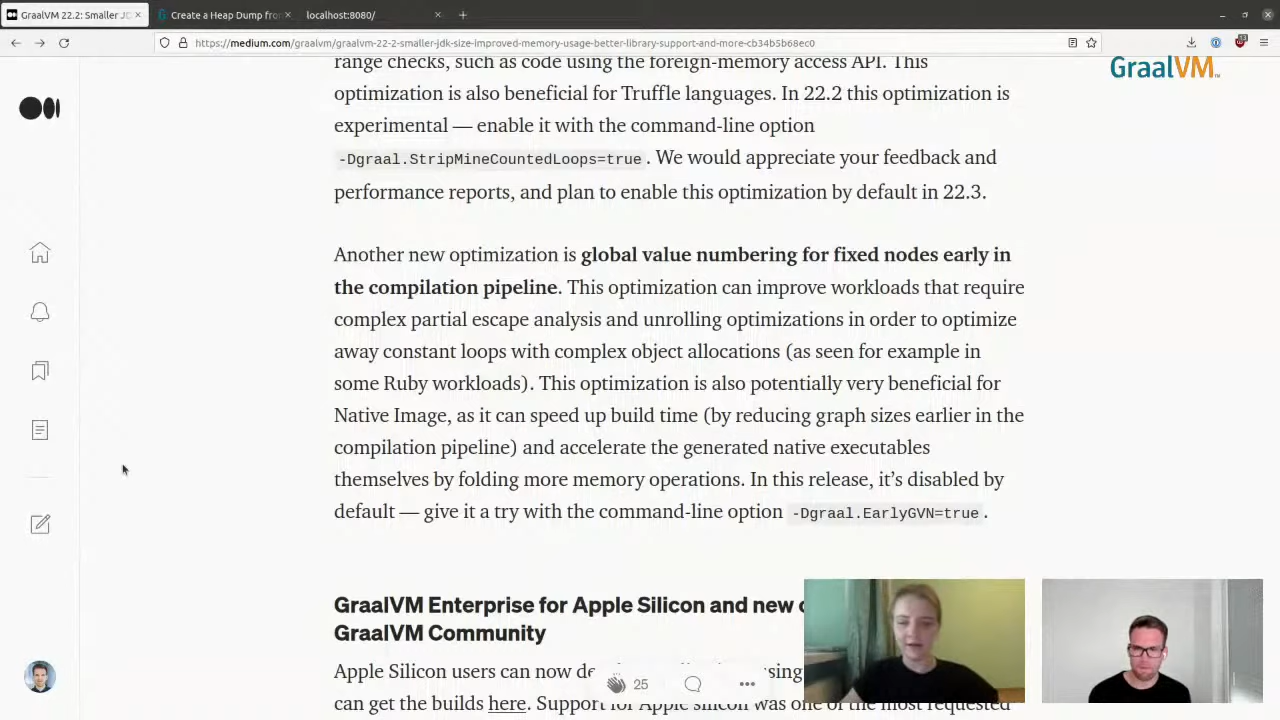 GraalVM 22.2: Smaller JD
Create a Heap Dump fro
localhost:8080/
https://medium.com/graalvm/graalvm-22-2-smaller-jdk-size-improved-memory-usage-better-library-support-and-more-cb34b5b68ec0
GraalVM
range checks, such as code using the foreign-memory access API. This
optimization is also beneficial for Truffle languages. In 22.2 this optimization is
experimental — enable it with the command-line option
-Dgraal.StripMineCountedLoops=true. We would appreciate your feedback and
performance reports, and plan to enable this optimization by default in 22.3.
Another new optimization is global value numbering for fixed nodes early in
the compilation pipeline. This optimization can improve workloads that require
complex partial escape analysis and unrolling optimizations in order to optimize
away constant loops with complex object allocations (as seen for example in
some Ruby workloads). This optimization is also potentially very beneficial for
Native Image, as it can speed up build time (by reducing graph sizes earlier in the
compilation pipeline) and accelerate the generated native executables
themselves by folding more memory operations. In this release, it's disabled by
default — give it a try with the command-line option -Dgraal.EarlyGVN=true.
GraalVM Enterprise for Apple Silicon and new
GraalVM Community
Apple Silicon users can now
25
can get the builds here. Support for Apple silicon was one of the most requested